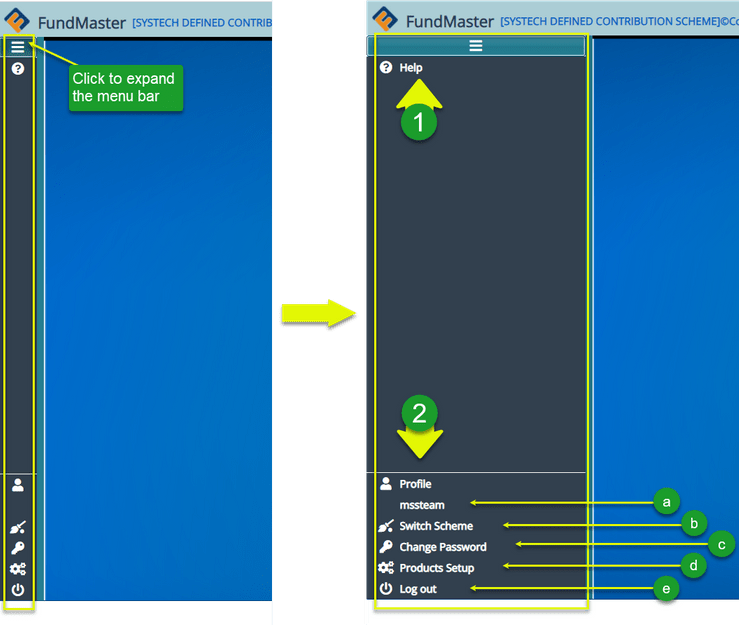 FundMaster [SYSTECH DEFINED CONTRIB
Click to expand
the menu bar
FundMaster [SYSTECH DEFINED CONTRIBUTION SCHEME]©Co
Help
1
2
Profile
mssteam
a
Switch Scheme
b
Change Password
c
Products Setup
d
Log out
e